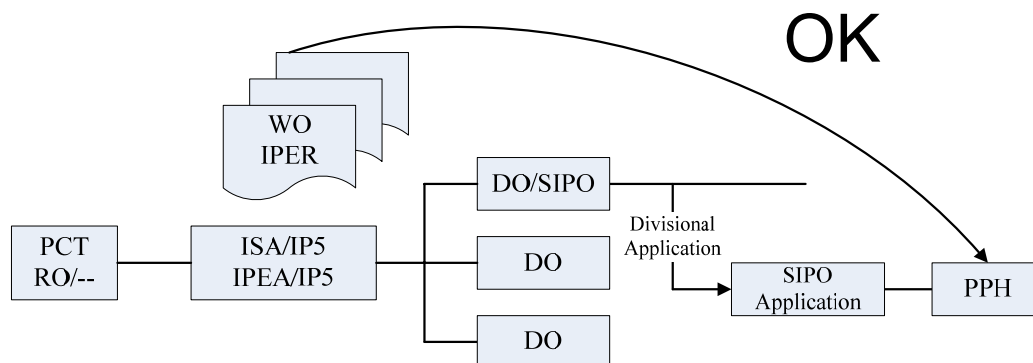 OK
WO
IPER
DO/SIPO
Divisional
Application
PCT
RO/--
ISA/IP5
IPEA/IP5
DO
SIPO
Application
PPH
DO